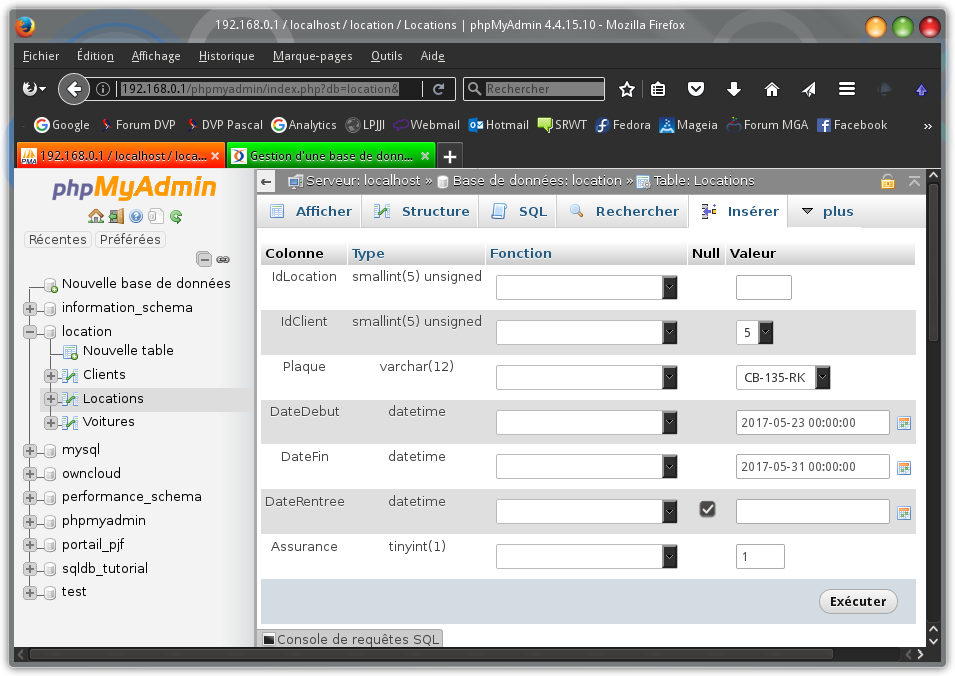 192.168.0.1 / localhost / location / Locations | phpMyAdmin 4.4.15.10 - Mozilla Firefox
Fichier Édition Affichage Historique Marque-pages Outils Aide
192.168.0.1/phpmyadmin/index.php?db=location& Rechercher
Google Forum DVP DVP Pascal Analytics LPJJI Webmail Hotmail SRWT Fedora Mageia Forum MGA Facebook »
PMA 192.168.0.1 / localhost / loca... Gestion d'une base de donn...
phpMyAdmin
Récentes Préférées
Nouvelle base de données
information_schema
location
Nouvelle table
Clients
Locations
Voitures
mysql
owncloud
performance_schema
phpmyadmin
portail_pjf
sqldb_tutorial
test
Serveur: localhost » Base de données: location » Table: Locations
Afficher Structure SQL Rechercher Insérer plus
Colonne Type Fonction Null Valeur
IdLocation smallint(5) unsigned
IdClient smallint(5) unsigned 5
Plaque varchar(12) CB-135-RK
DateDebut datetime 2017-05-23 00:00:00
DateFin datetime 2017-05-31 00:00:00
DateRentree datetime
Assurance tinyint(1) 1
Exécuter
Console de requêtes SQL